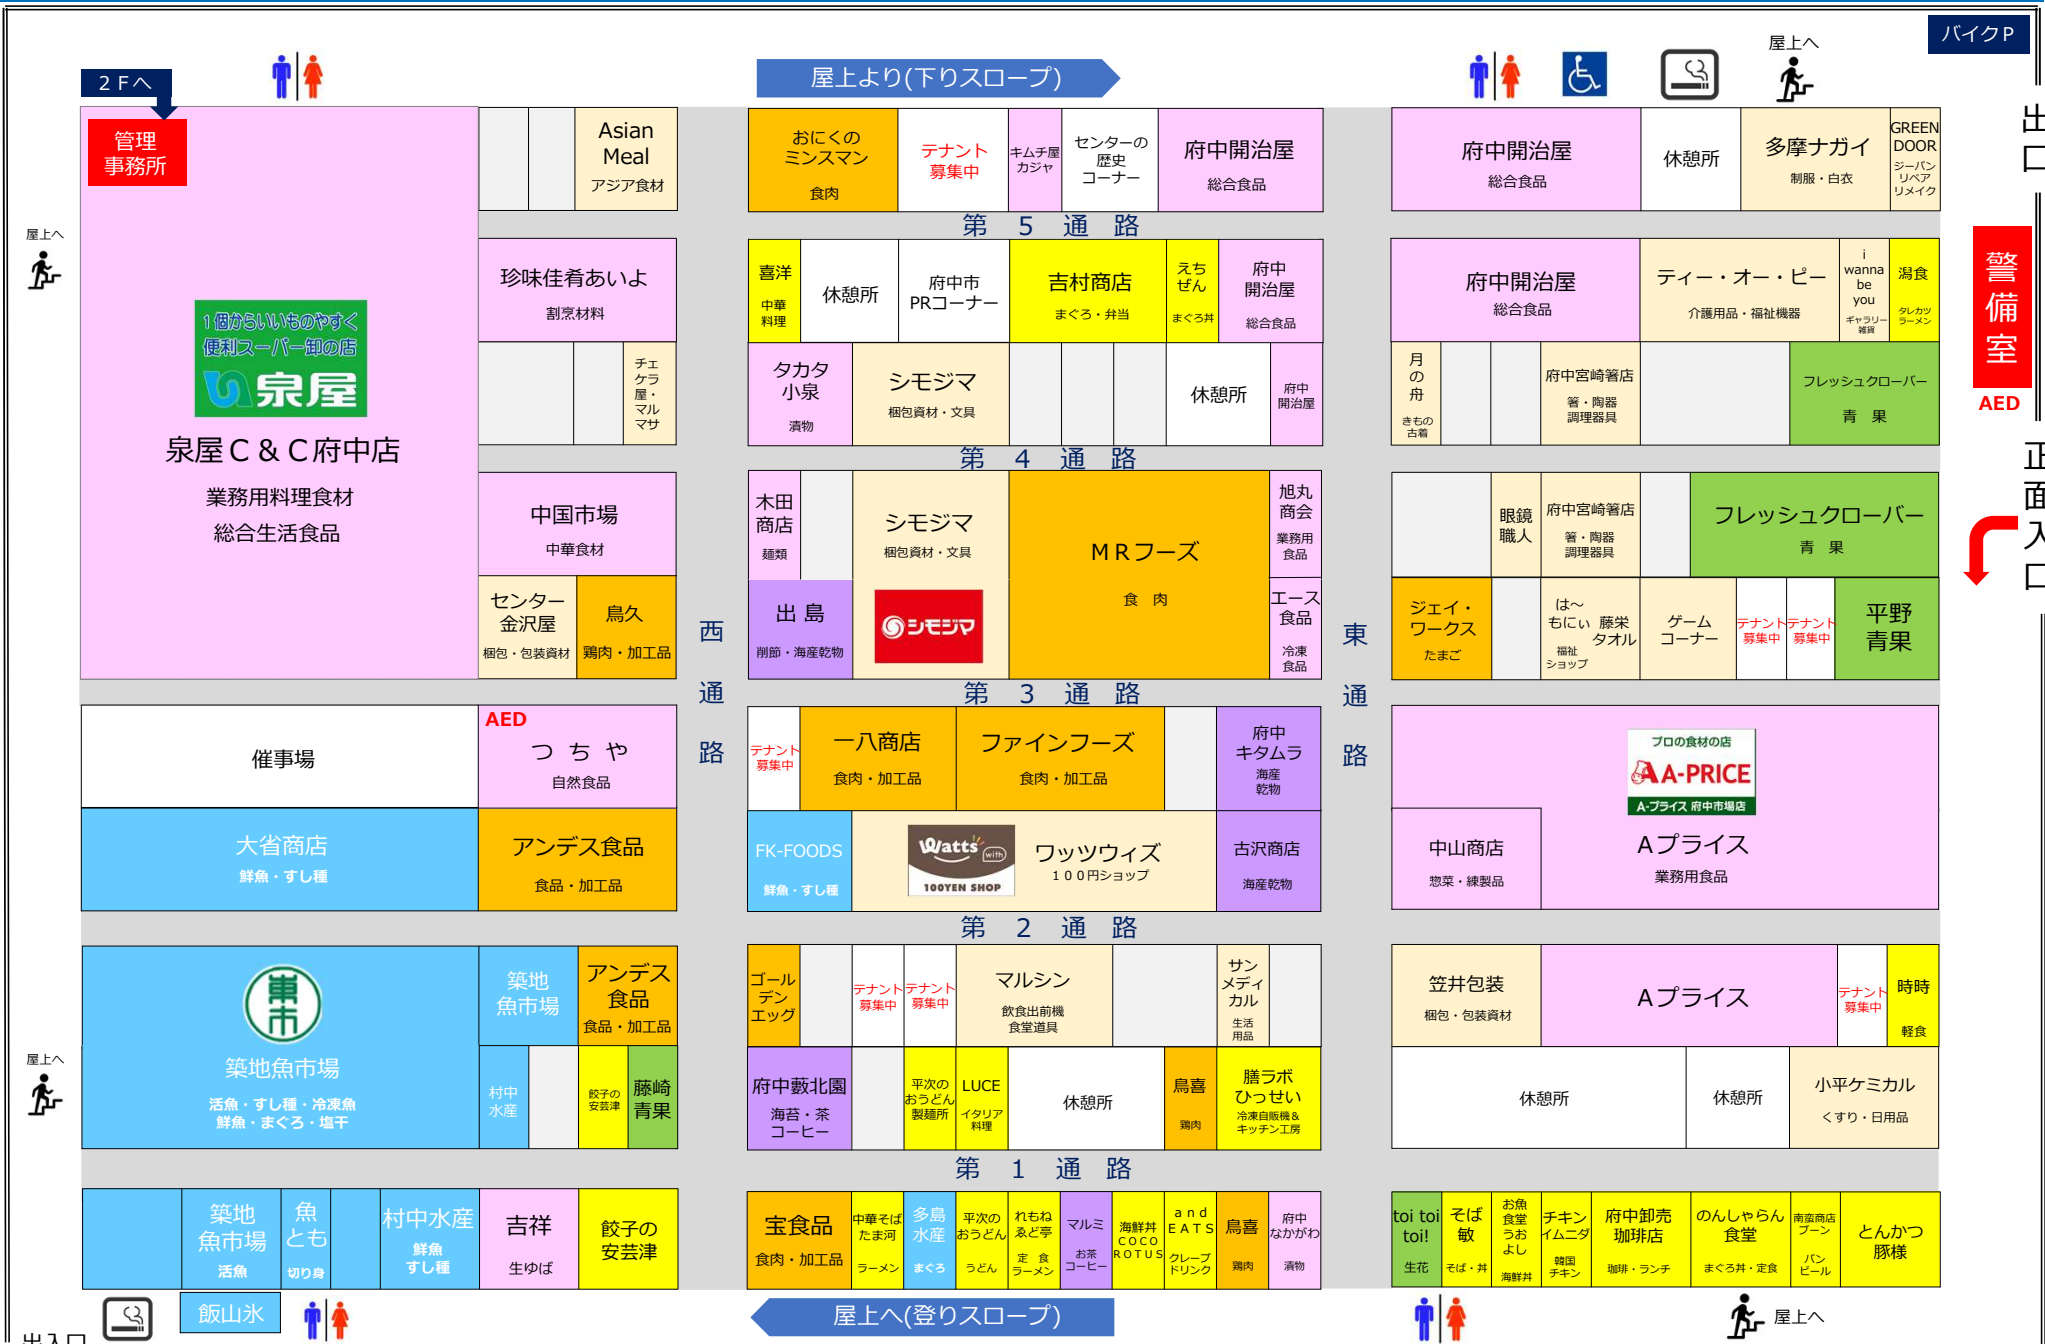 バイクP
2Fへ
屋上より(下りスロープ)
屋上へ
管理
事務所
Asian
Meal
アジア食材
おにくの
ミンスマン
食肉
テナント
募集中
キムチ屋
カジヤ
センターの
歴史
コーナー
府中開治屋
総合食品
府中開治屋
総合食品
休憩所
多摩ナガイ
制服・白衣
GREEN
DOOR
ジーパン
リペア
リメイク
出
口
第 5 通 路
屋上へ
珍味佳肴あいよ
割烹材料
喜洋
中華
料理
休憩所
府中市
PRコーナー
吉村商店
まぐろ・弁当
えち
ぜん
まぐろ丼
府中
開治屋
総合食品
府中開治屋
総合食品
ティー・オー・ピー
介護用品・福祉機器
i
wanna
be
you
ギャラリー
雑貨
潟食
タレカツ
ラーメン
警
備
室
AED
1個からいいものやすく
便利スーパー卸の店
泉屋
泉屋C&C府中店
業務用料理食材
総合生活食品
チェ
ケラ
屋・
マル
マサ
タカタ
小泉
漬物
シモジマ
梱包資材・文具
休憩所
府中
開治屋
月
の
舟
きもの
古着
府中宮崎箸店
箸・陶器
調理器具
フレッシュクローバー
青 果
第 4 通 路
正
面
入
口
中国市場
中華食材
木田
商店
麺類
シモジマ
梱包資材・文具
シモジマ
MRフーズ
食 肉
旭丸
商会
業務用
食品
眼鏡
職人
府中宮崎箸店
箸・陶器
調理器具
フレッシュクローバー
青 果
センター
金沢屋
梱包・包装資材
鳥久
鶏肉・加工品
西
通
路
出 島
削節・海産乾物
エース
食品
冷凍
食品
東
通
路
ジェイ・
ワークス
たまご
は～
もにぃ
福祉
ショップ
藤栄
タオル
ゲーム
コーナー
テナント
募集中
テナント
募集中
平野
青果
第 3 通 路
催事場
AED
つ ち や
自然食品
テナント
募集中
一八商店
食肉・加工品
ファインフーズ
食肉・加工品
府中
キタムラ
海産
乾物
プロの食材の店
A-PRICE
A-プライス 府中市場店
Aプライス
業務用食品
大省商店
鮮魚・すし種
アンデス食品
食品・加工品
FK-FOODS
鮮魚・すし種
Watts with
100YEN SHOP
ワッツウィズ
100円ショップ
古沢商店
海産乾物
中山商店
惣菜・練製品
第 2 通 路
東市
築地魚市場
活魚・すし種・冷凍魚
鮮魚・まぐろ・塩干
築地
魚市場
アンデス
食品
食品・加工品
ゴール
デン
エッグ
テナント
募集中
テナント
募集中
マルシン
飲食出前機
食堂道具
サン
メディ
カル
生活
用品
笠井包装
梱包・包装資材
Aプライス
テナント
募集中
時時
軽食
屋上へ
村中
水産
餃子の
安芸津
藤崎
青果
府中藪北園
海苔・茶
コーヒー
平次の
おうどん
製麺所
LUCE
イタリア
料理
休憩所
鳥喜
鶏肉
膳ラボ
ひっせい
冷凍自販機&
キッチン工房
休憩所
休憩所
小平ケミカル
くすり・日用品
第 1 通 路
築地
魚市場
活魚
魚
とも
切り身
村中水産
鮮魚
すし種
吉祥
生ゆば
餃子の
安芸津
宝食品
食肉・加工品
中華そば
たま河
ラーメン
多島
水産
まぐろ
平次の
おうどん
うどん
れもね
ゑど亭
定 食
ラーメン
マルミ
お茶
コーヒー
海鮮丼
COCO
ROTUS
and
EATS
クレープ
ドリンク
鳥喜
鶏肉
府中
なかがわ
漬物
toi toi
toi!
生花
そば
敏
そば・丼
お魚
食堂
うお
よし
海鮮丼
チキン
イムニダ
韓国
チキン
府中卸売
珈琲店
珈琲・ランチ
のんしゃらん
食堂
まぐろ丼・定食
南蛮商店
ブーン
パン
ビール
とんかつ
豚様
飯山氷
屋上へ(登りスロープ)
屋上へ
出入口